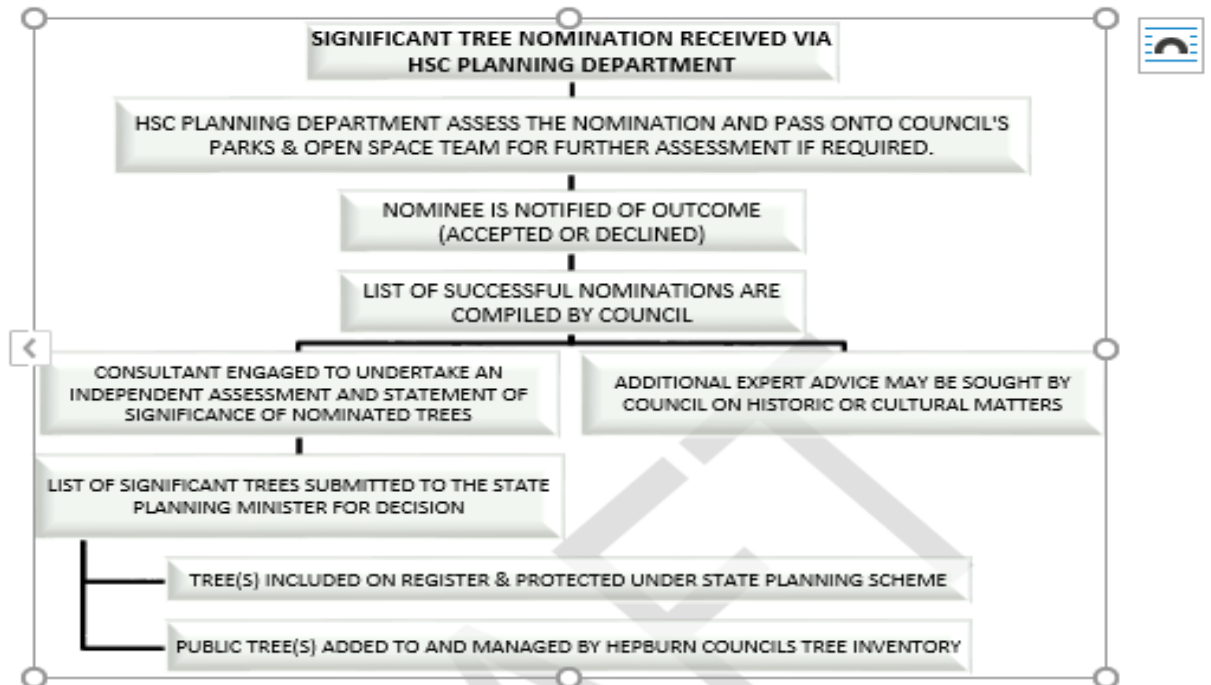 SIGNIFICANT TREE NOMINATION RECEIVED VIA
HSC PLANNING DEPARTMENT
HSC PLANNING DEPARTMENT ASSESS THE NOMINATION AND PASS ONTO COUNCIL'S
PARKS & OPEN SPACE TEAM FOR FURTHER ASSESSMENT IF REQUIRED.
NOMINEE IS NOTIFIED OF OUTCOME
(ACCEPTED OR DECLINED)
LIST OF SUCCESSFUL NOMINATIONS ARE
COMPILED BY COUNCIL
CONSULTANT ENGAGED TO UNDERTAKE AN
INDEPENDENT ASSESSMENT AND STATEMENT OF
SIGNIFICANCE OF NOMINATED TREES
ADDITIONAL EXPERT ADVICE MAY BE SOUGHT BY
COUNCIL ON HISTORIC OR CULTURAL MATTERS
LIST OF SIGNIFICANT TREES SUBMITTED TO THE STATE
PLANNING MINISTER FOR DECISION
TREE(S) INCLUDED ON REGISTER & PROTECTED UNDER STATE PLANNING SCHEME
PUBLIC TREE(S) ADDED TO AND MANAGED BY HEPBURN COUNCILS TREE INVENTORY